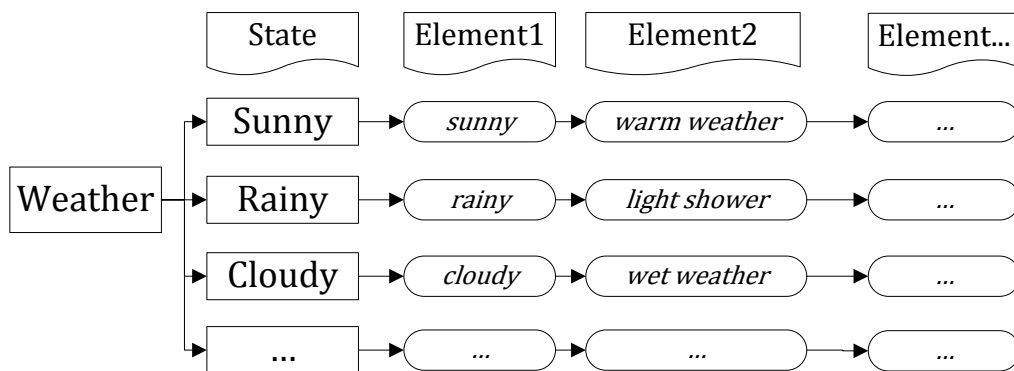 State Element1 Element2 Element...
Sunny sunny warm weather ...
Weather Rainy rainy light shower ...
Cloudy cloudy wet weather ...
... ... ... ...